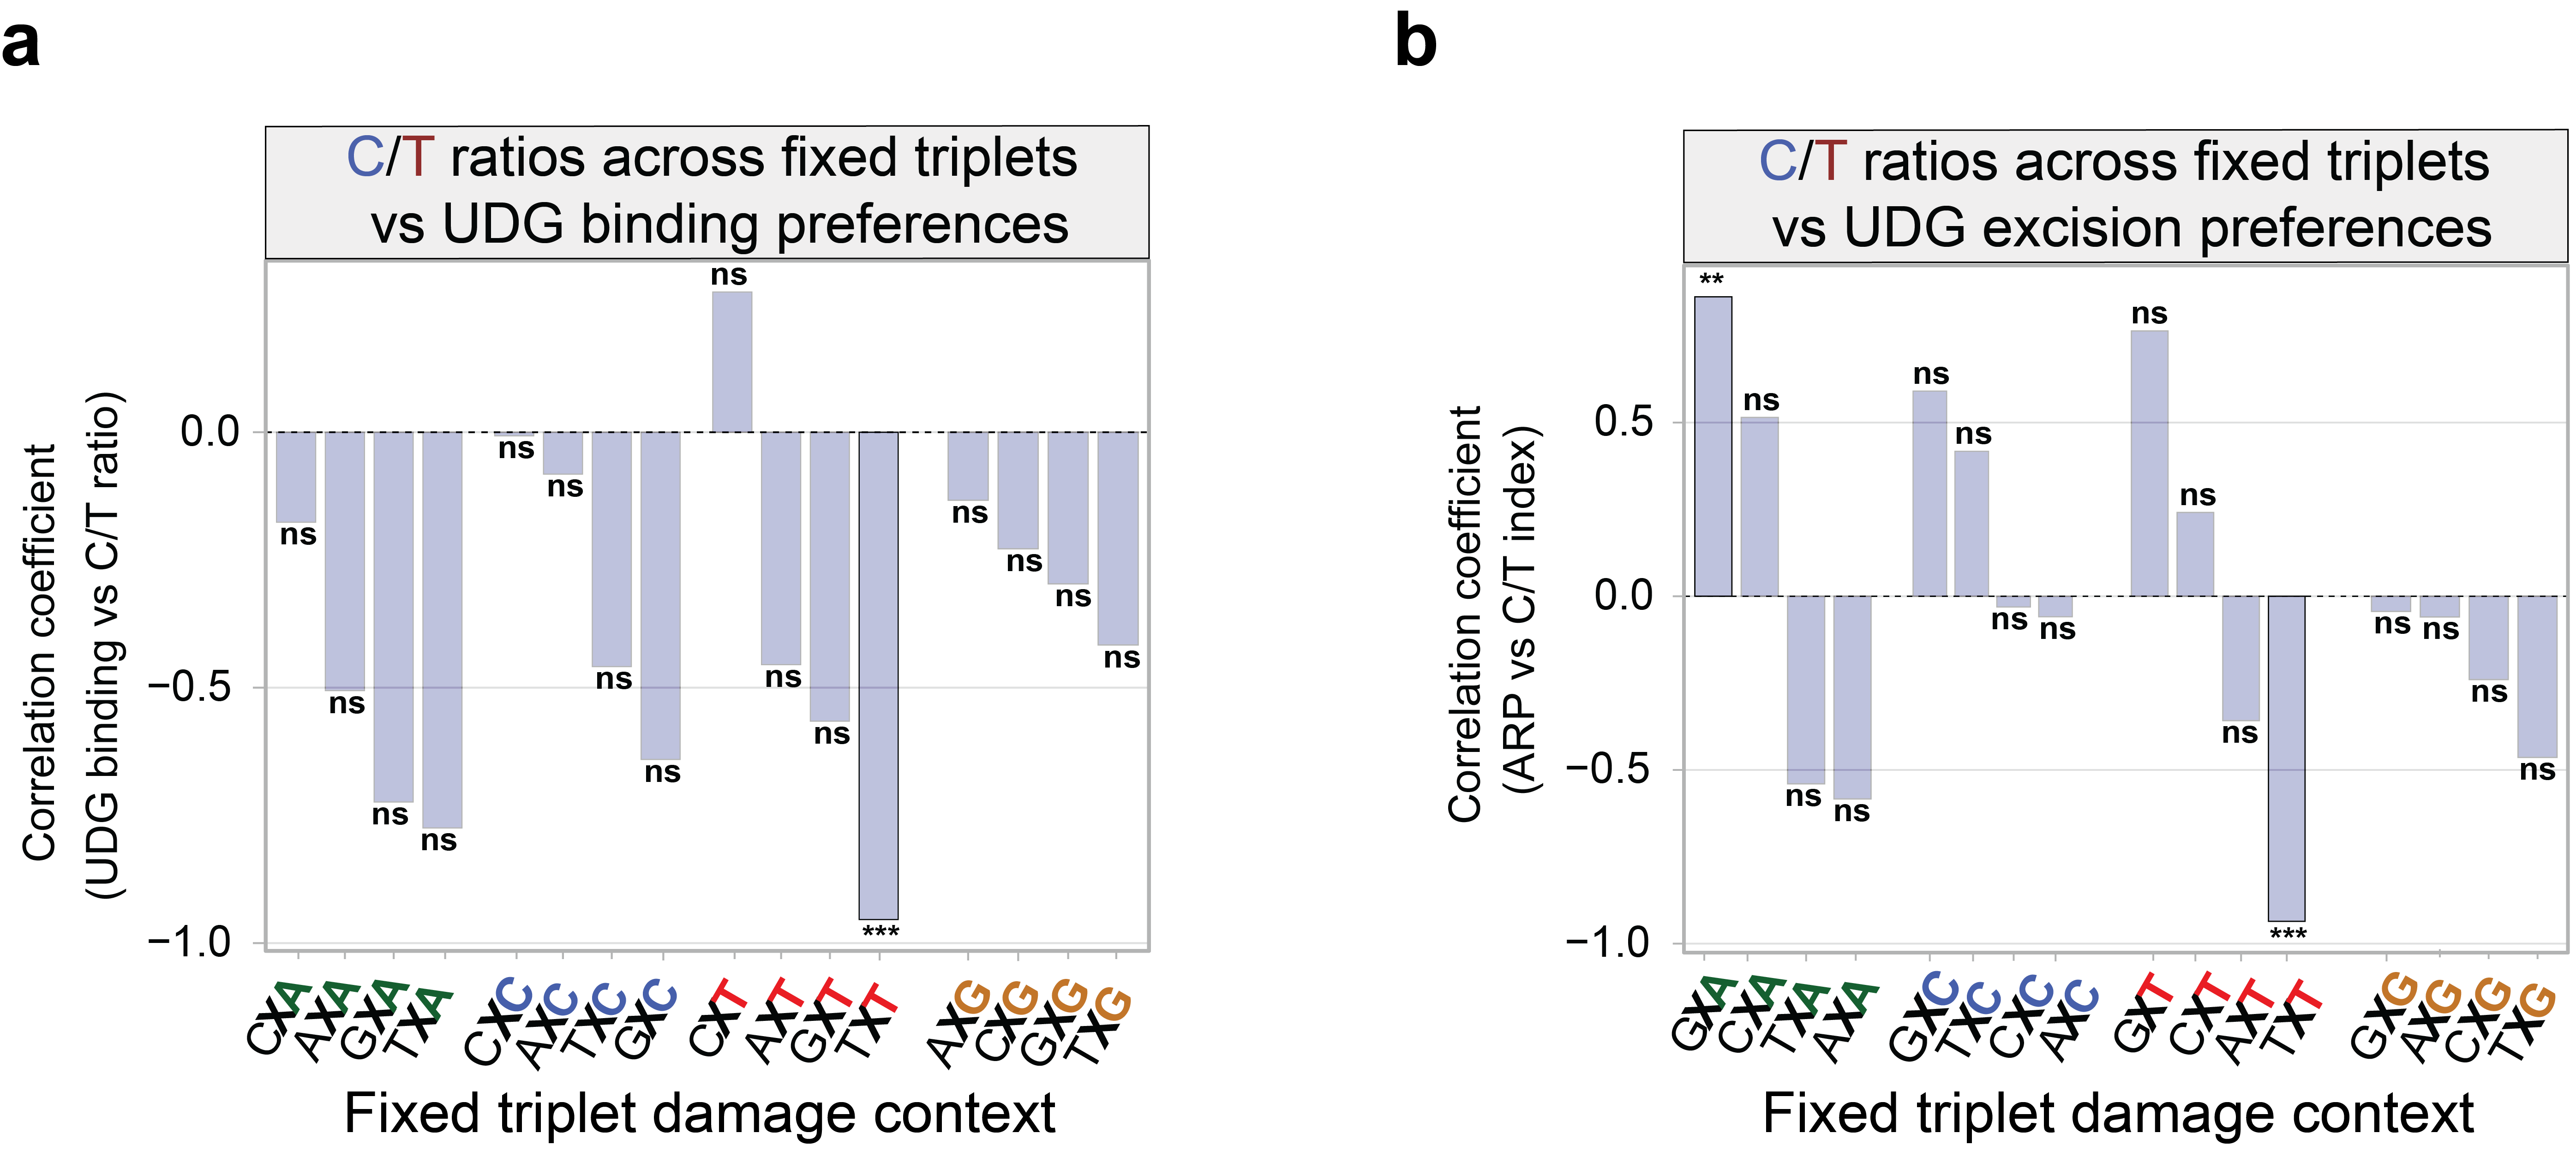 a
C/T ratios across fixed triplets
vs UDG binding preferences
Correlation coefficient
(UDG binding vs C/T ratio)
0.0
−0.5
−1.0
ns
ns
ns
ns
ns
ns
ns
ns
ns
ns
ns
***
ns
ns
ns
ns
CXA
AXA
GXA
TXA
CXC
AXC
TXC
GXC
CXT
AXT
GXT
TXT
AXG
CXG
GXG
TXG
Fixed triplet damage context
b
C/T ratios across fixed triplets
vs UDG excision preferences
Correlation coefficient
(ARP vs C/T index)
0.5
0.0
−0.5
−1.0
**
ns
ns
ns
ns
ns
ns
ns
ns
ns
ns
***
ns
ns
ns
ns
GXA
CXA
TXA
AXA
GXC
TXC
CXC
AXC
GXT
CXT
AXT
TXT
GXG
AXG
CXG
TXG
Fixed triplet damage context